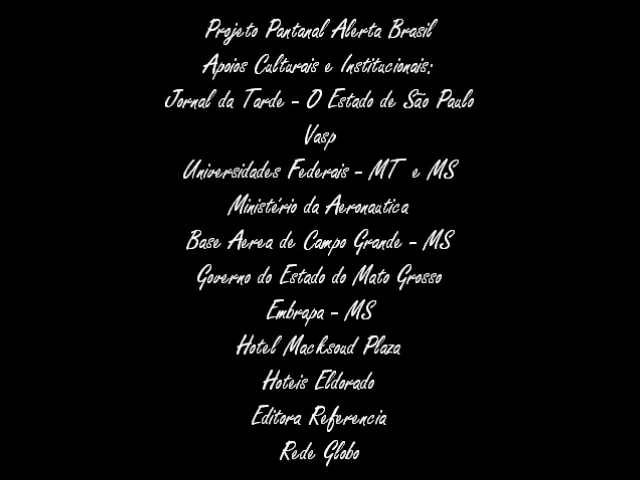 Projeto Pantanal Alerta Brasil
Apoios Culturais e Institucionais:
Jornal da Tarde - O Estado de São Paulo
Vasp
Universidades Federais - MT e MS
Ministério da Aeronautica
Base Aerea de Campo Grande - MS
Governo do Estado do Mato Grosso
Embrapa - MS
Hotel Macksoud Plaza
Hoteis Eldorado
Editora Referencia
Rede Globo